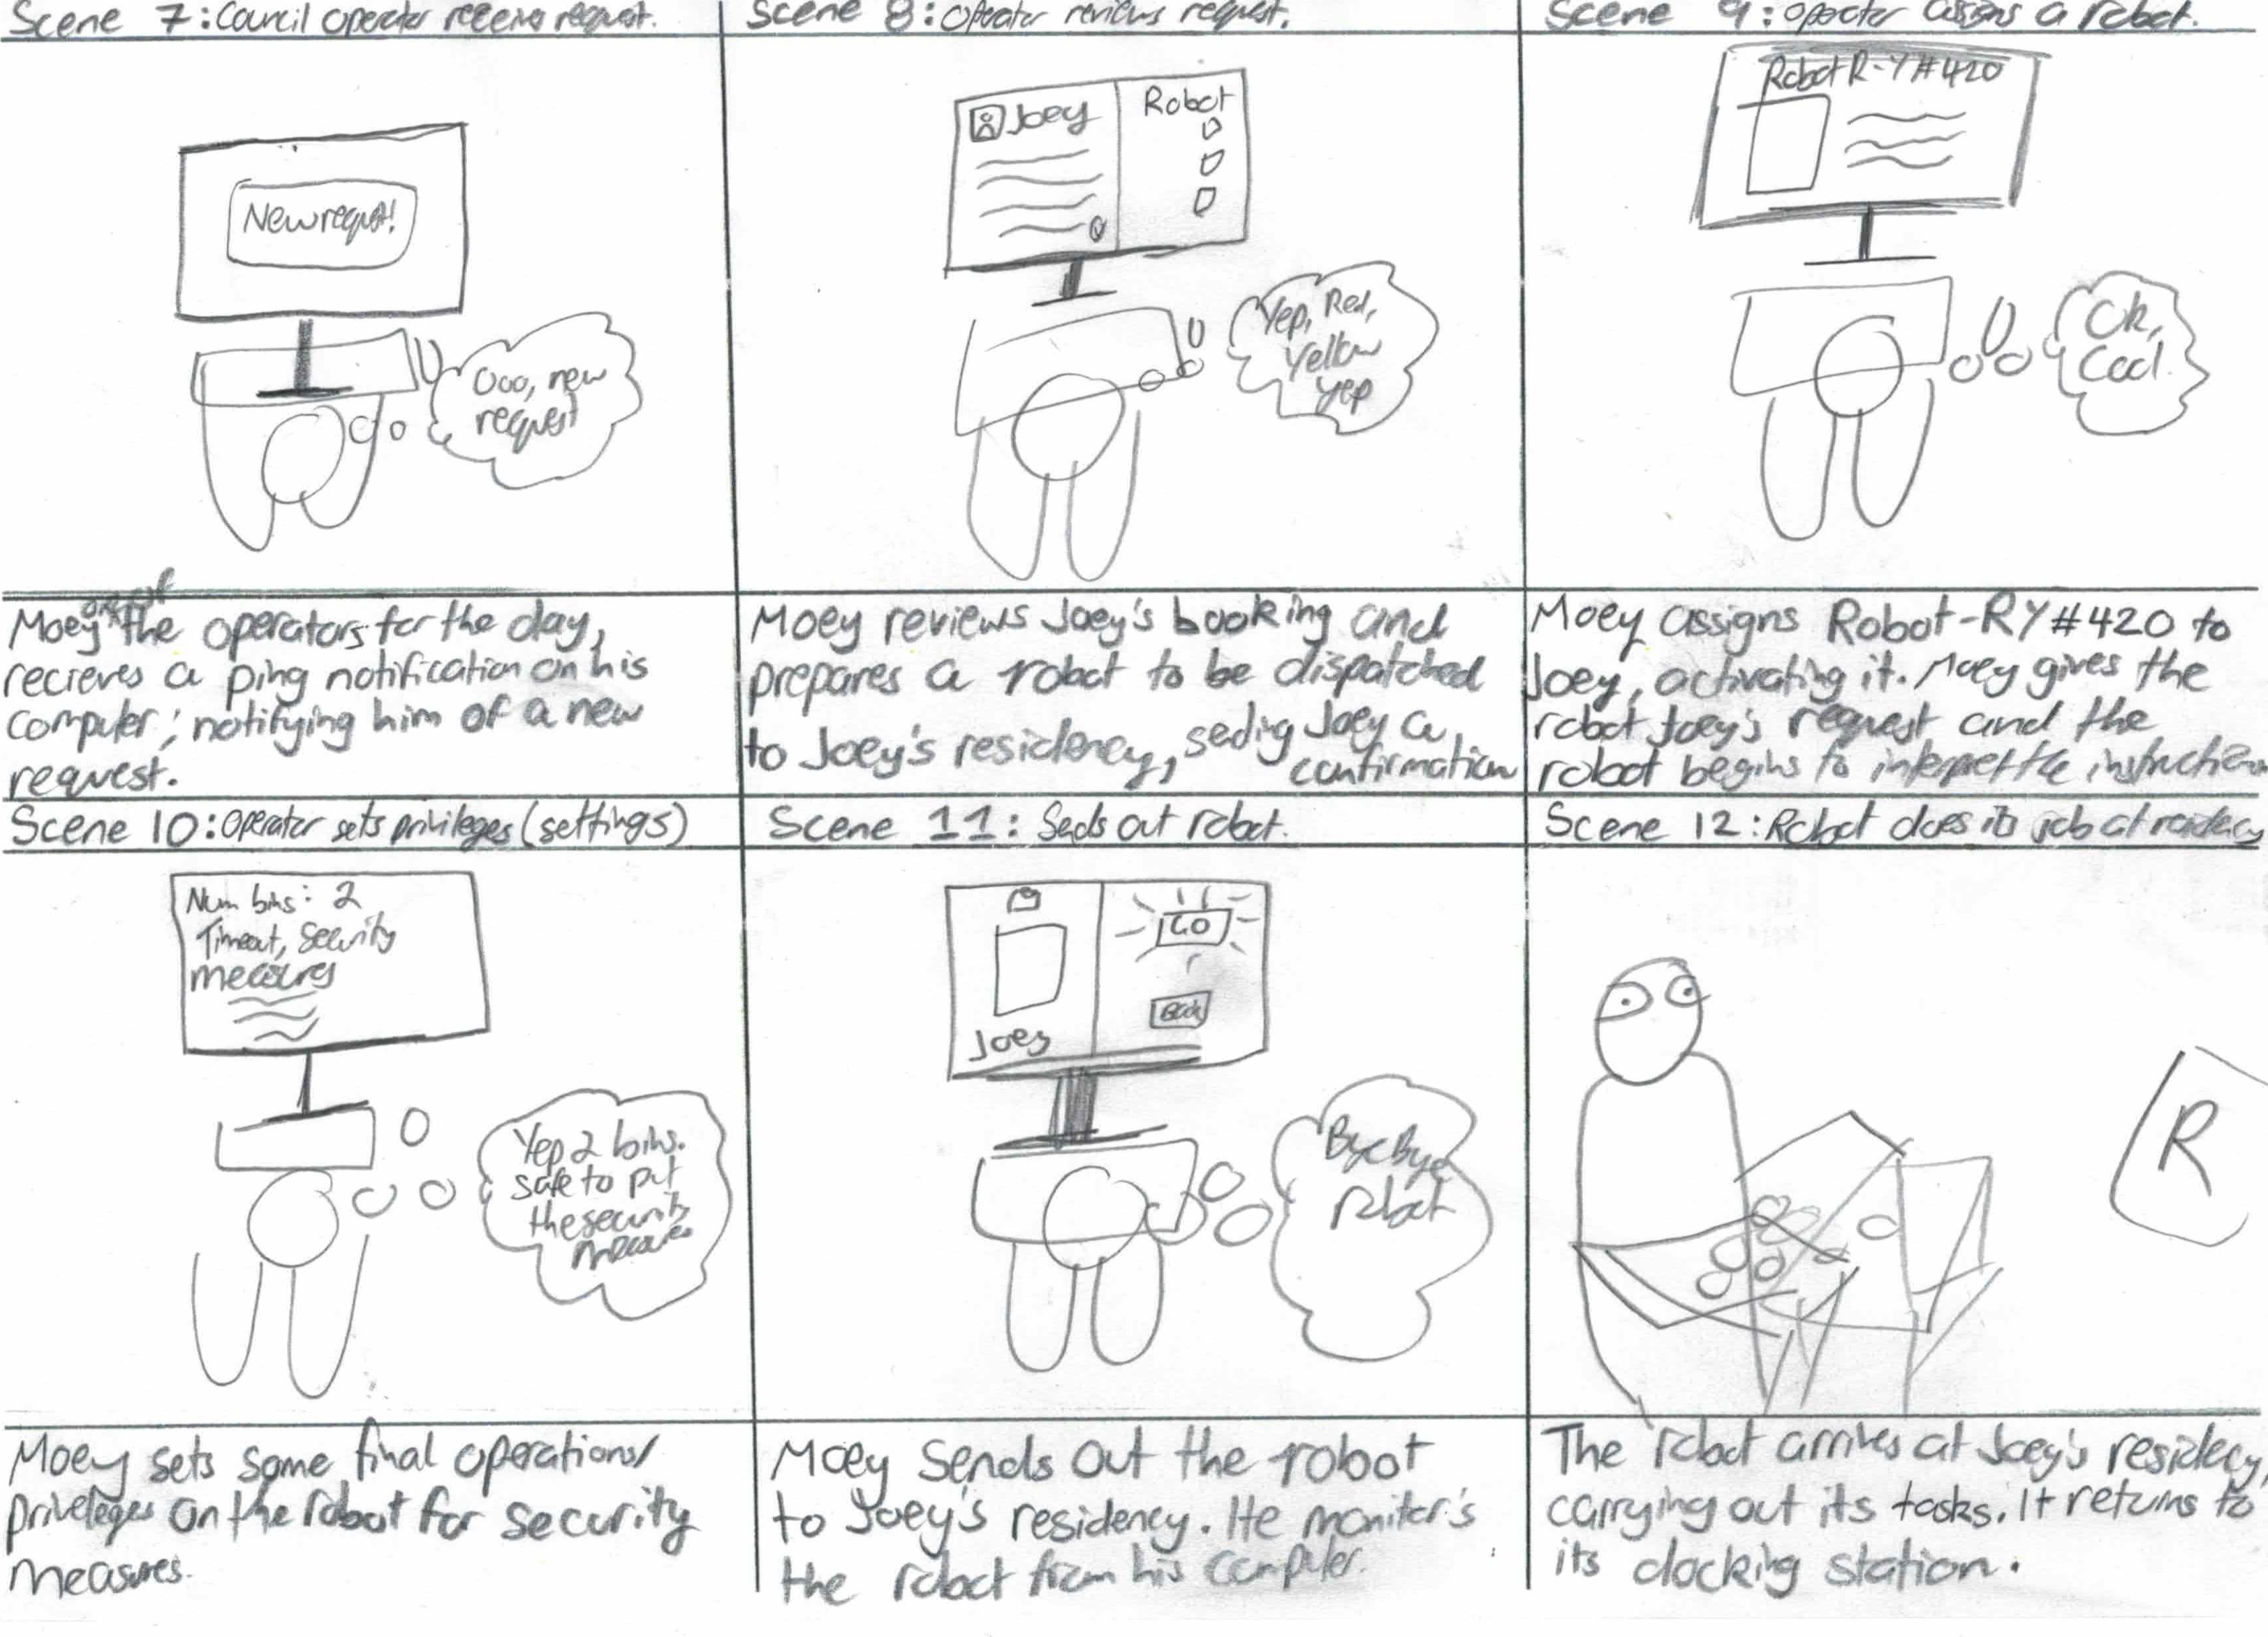 Scene 7: Council operator receive request.
Scene 8: Operator reviews request.
Scene 9: operator assigns a robot.
New request!
Ooo, new
request
Joey
Robot
Yep, Red,
Yellow
yep
Robot R-Y#420
Ok,
Cool.
Moey one of the operators for the day,
recieves a ping notification on his
computer; notifying him of a new
request.
Moey reviews Joey's booking and
prepares a robot to be dispatched
to Joey's residency, seding Joey a
confirmation
Moey assigns Robot-RY#420 to
Joey, activating it. Moey gives the
robot Joey's request and the
robot begins to interpret the instructions
Scene 10: Operator sets privileges (settings)
Scene 11: Seds out robot.
Scene 12: Robot does its job at residecy
Num bins: 2
Timeout, Security
measures
Yep 2 bins.
safe to put
the security
measures
GO
Joey
Bye Bye
robot
R
Moey sets some final operations/
priveleges on the robot for security
measures.
Moey Sends out the robot
to Joey's residency. He moniter's
the robot from his computer.
The robot arrives at Joey's residecy,
carrying out its tasks. It returns to
its docking station.